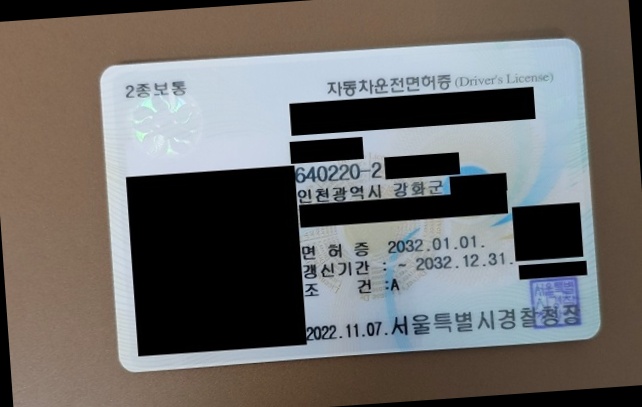 2종보통
자동차운전면허증 (Driver's License)
640220-2
인천광역시 강화군
면 허 증 2032.01.01.
갱신기간 : ~ 2032.12.31.
조 건 :A
2022.11.07. 서울특별시경찰청장